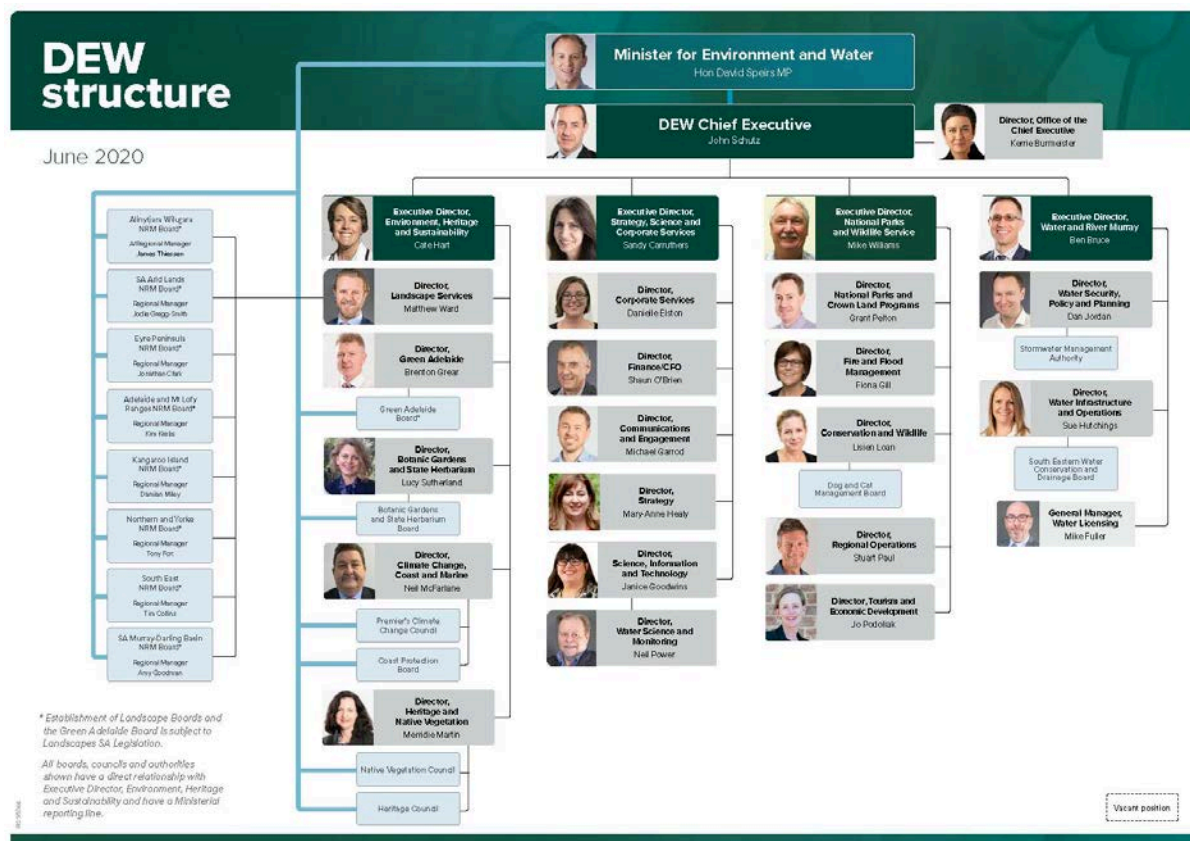 DEW
structure
June 2020
Minister for Environment and Water
Hon David Speirs MP
DEW Chief Executive
John Schutz
Director, Office of the
Chief Executive
Kerrie Burmeister
Alinytjara Wilurara
NRM Board*
Regional Manager
James Thiessen
SA Arid Lands
NRM Board*
Regional Manager
Jodie Gregg-Smith
Eyre Peninsula
NRM Board*
Regional Manager
Jonathan Clark
Adelaide and Mt Lofty
Ranges NRM Board*
Regional Manager
Kim Krebs
Kangaroo Island
NRM Board*
Regional Manager
Damian Miley
Northern and Yorke
NRM Board*
Regional Manager
Tony Fox
South East
NRM Board*
Regional Manager
Tim Collins
SA Murray-Darling Basin
NRM Board*
Regional Manager
Amy Goodman
* Establishment of Landscape Boards and
the Green Adelaide Board is subject to
Landscapes SA Legislation.
All boards, councils and authorities
shown have a direct relationship with
Executive Director, Environment, Heritage
and Sustainability and have a Ministerial
reporting line.
Executive Director,
Environment, Heritage
and Sustainability
Cate Hart
Director,
Landscape Services
Matthew Ward
Director,
Green Adelaide
Brenton Grear
Green Adelaide
Board*
Director,
Botanic Gardens
and State Herbarium
Lucy Sutherland
Botanic Gardens
and State Herbarium
Board
Director,
Climate Change,
Coast and Marine
Neil McFarlane
Premier's Climate
Change Council
Coast Protection
Board
Director,
Heritage and
Native Vegetation
Merridie Martin
Native Vegetation Council
Heritage Council
Executive Director,
Strategy, Science and
Corporate Services
Sandy Carruthers
Director,
Corporate Services
Danielle Elston
Director,
Finance/CFO
Shaun O'Brien
Director,
Communications
and Engagement
Michael Garrod
Director,
Strategy
Mary-Anne Healy
Director,
Science, Information
and Technology
Janice Goodwins
Director,
Water Science and
Monitoring
Neil Power
Executive Director,
National Parks
and Wildlife Service
Mike Williams
Director,
National Parks and
Crown Land Programs
Grant Pelton
Director,
Fire and Flood
Management
Fiona Gill
Director,
Conservation and Wildlife
Lisien Loan
Dog and Cat
Management Board
Director,
Regional Operations
Stuart Paul
Director, Tourism and
Economic Development
Jo Podoliak
Executive Director,
Water and River Murray
Ben Bruce
Director,
Water Security,
Policy and Planning
Dan Jordan
Stormwater Management
Authority
Director,
Water Infrastructure
and Operations
Sue Hutchings
South Eastern Water
Conservation and
Drainage Board
General Manager,
Water Licensing
Mike Fuller
Vacant position